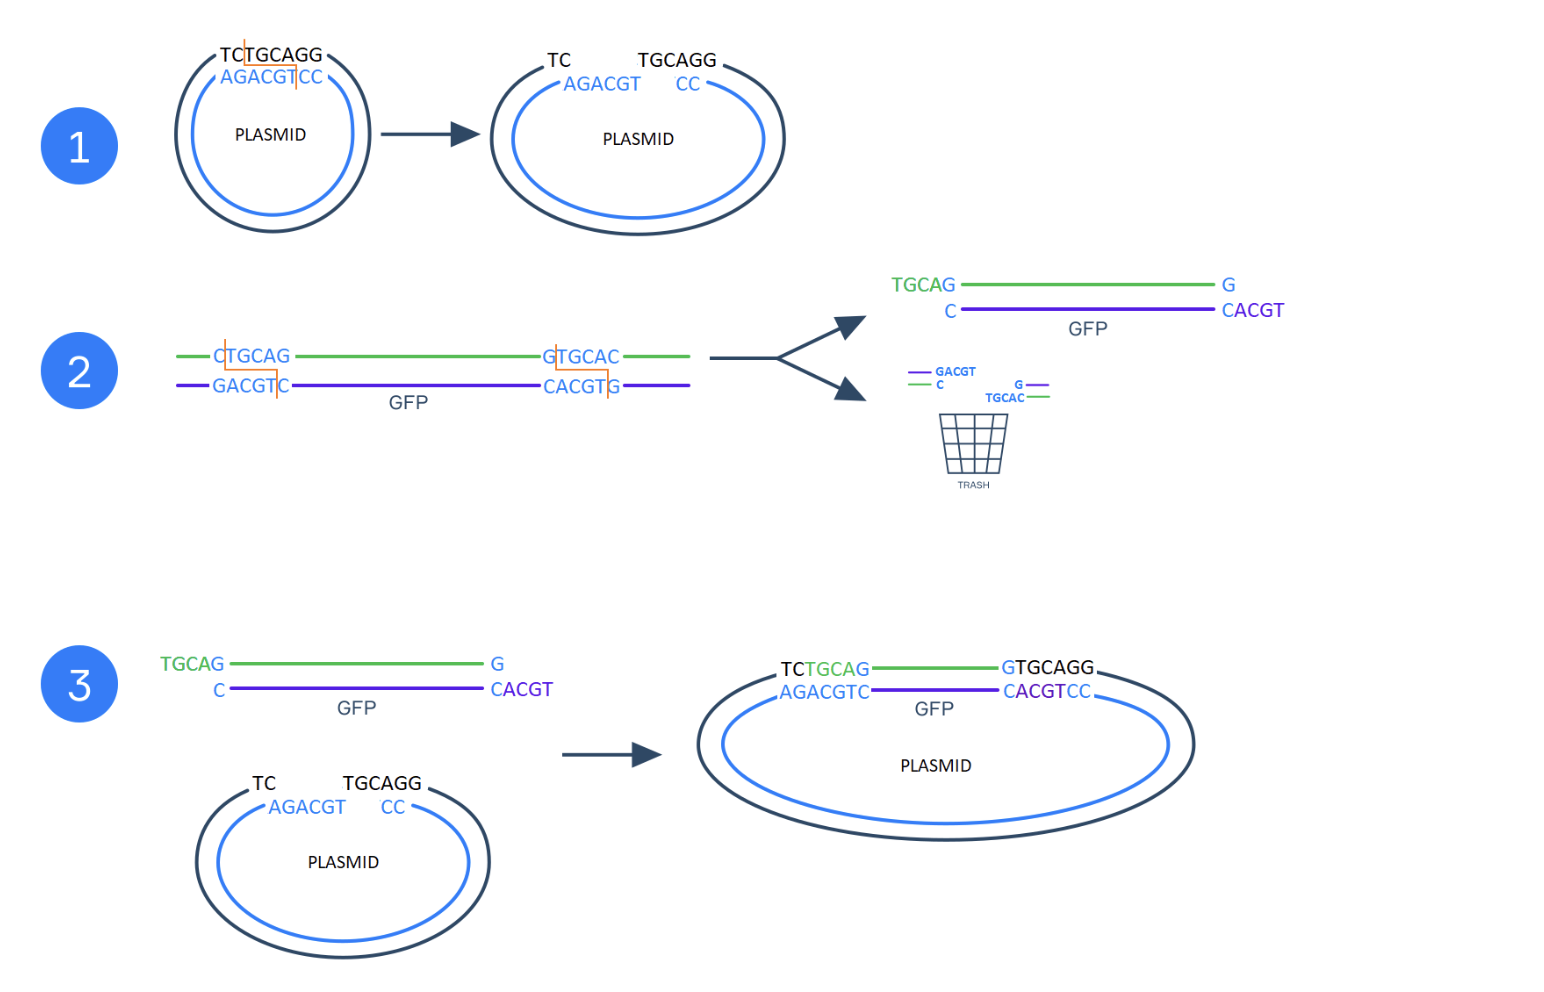 1
TCTGCAGG
AGACGTCC
PLASMID
TC TGCAGG
AGACGT CC
PLASMID
2
CTGCAG GTGCAC
GACGTC CACGTG
GFP
TGCAG G
C CACGT
GFP
GACGT
C G
TGCAC
TRASH
3
TGCAG G
C CACGT
GFP
TC TGCAGG
AGACGT CC
PLASMID
TCTGCAG GTGCAGG
AGACGTC CACGTCC
GFP
PLASMID